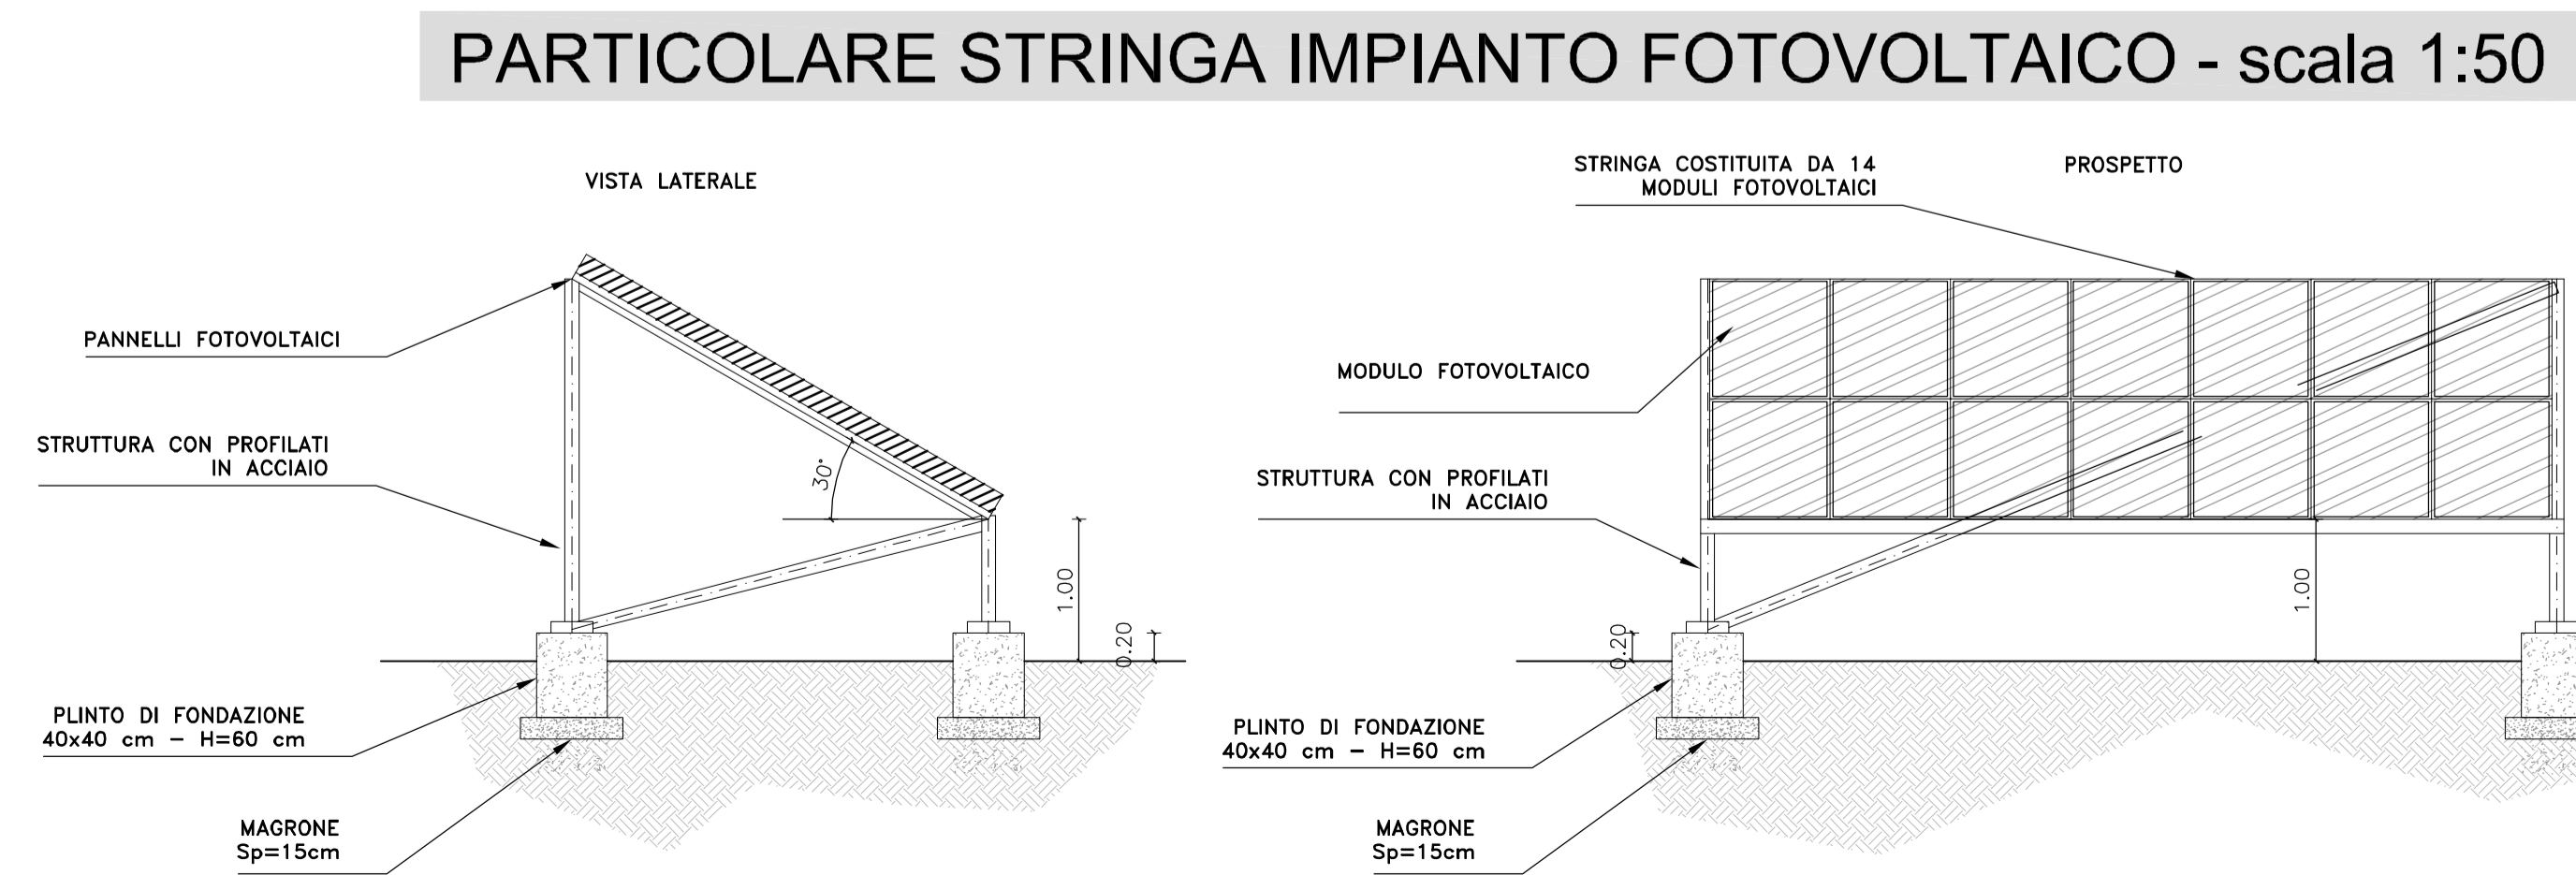 PARTICOLARE STRINGA IMPIANTO FOTOVOLTAICO - scala 1:50
VISTA LATERALE
PANNELLI FOTOVOLTAICI
STRUTTURA CON PROFILATI
IN ACCIAIO
30°
1.00
0.20
PLINTO DI FONDAZIONE
40x40 cm – H=60 cm
MAGRONE
Sp=15cm
STRINGA COSTITUITA DA 14
MODULI FOTOVOLTAICI
PROSPETTO
MODULO FOTOVOLTAICO
STRUTTURA CON PROFILATI
IN ACCIAIO
1.00
0.20
PLINTO DI FONDAZIONE
40x40 cm – H=60 cm
MAGRONE
Sp=15cm